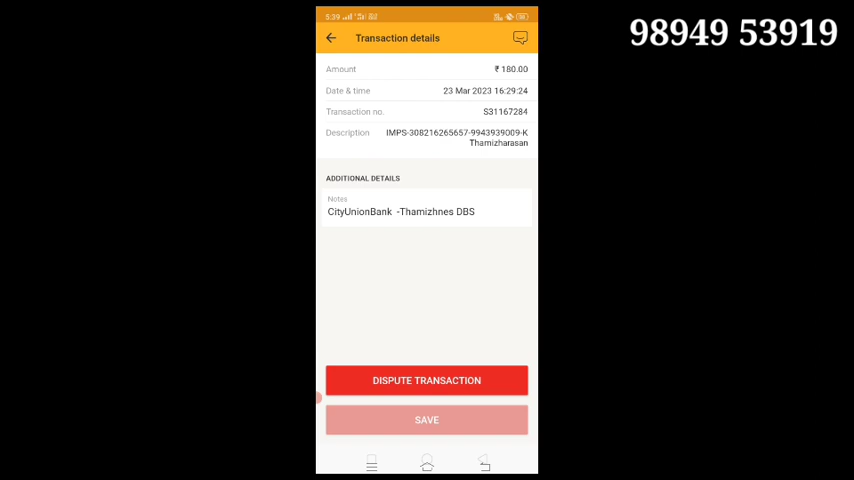 98949 53919
5:39
Transaction details
Amount ₹ 180.00
Date & time 23 Mar 2023 16:29:24
Transaction no. S31167284
Description IMPS-308216265657-9943939009-K
Thamizharasan
ADDITIONAL DETAILS
Notes
CityUnionBank -Thamizhnes DBS
DISPUTE TRANSACTION
SAVE